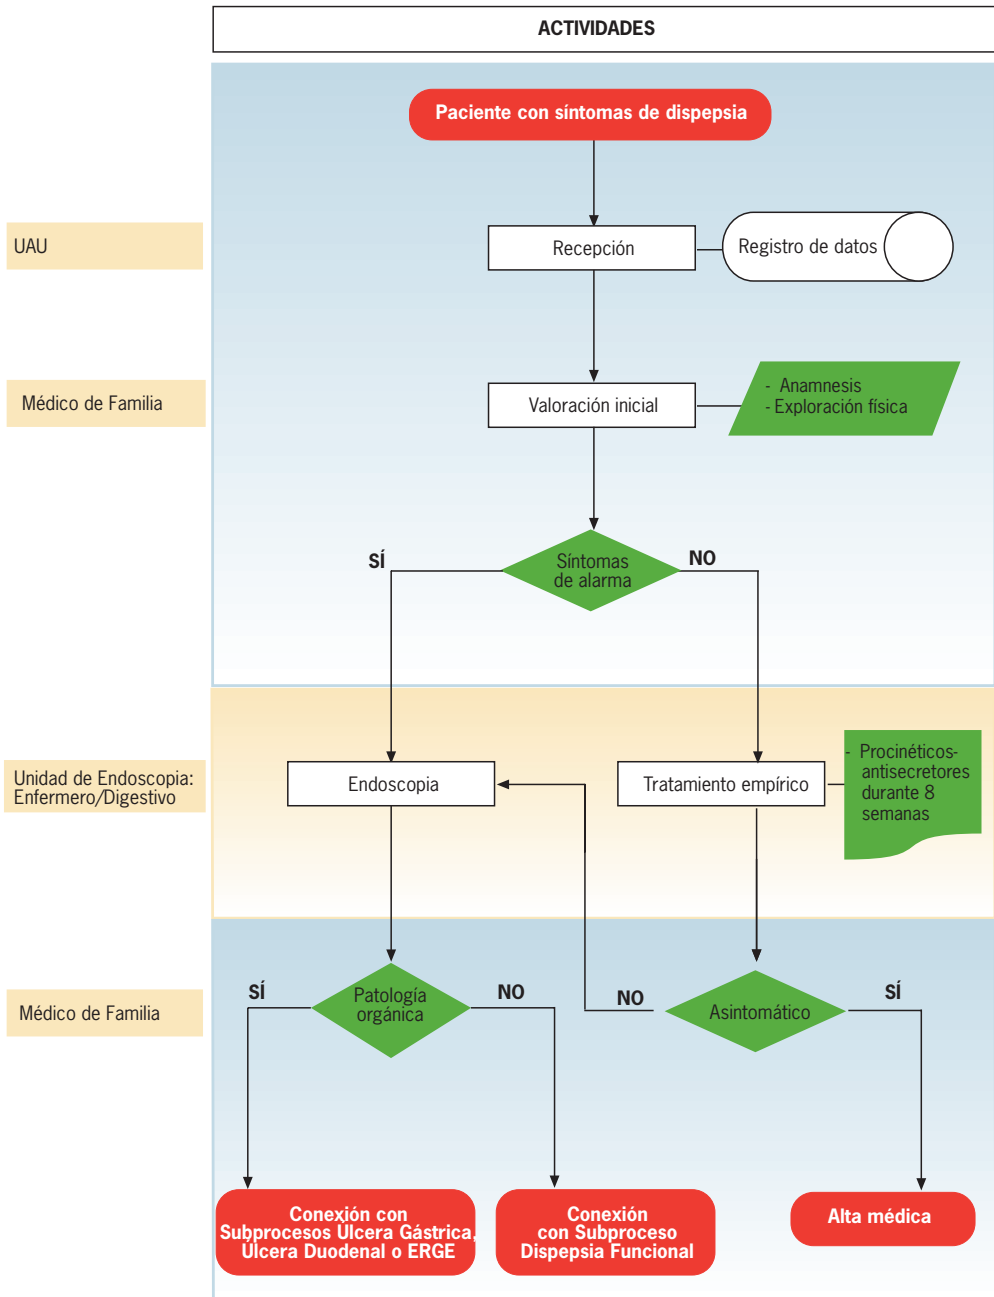 ACTIVIDADES
Paciente con síntomas de dispepsia
UAU
Recepción
Registro de datos
Médico de Familia
Valoración inicial
- Anamnesis
- Exploración física
SÍ
Síntomas
de alarma
NO
Unidad de Endoscopia:
Enfermero/Digestivo
Endoscopia
Tratamiento empírico
- Procinéticos-
antisecretores
durante 8
semanas
Médico de Familia
SÍ
Patología
orgánica
NO
NO
Asintomático
SÍ
Conexión con
Subprocesos Úlcera Gástrica,
Úlcera Duodenal o ERGE
Conexión
con Subproceso
Dispepsia Funcional
Alta médica